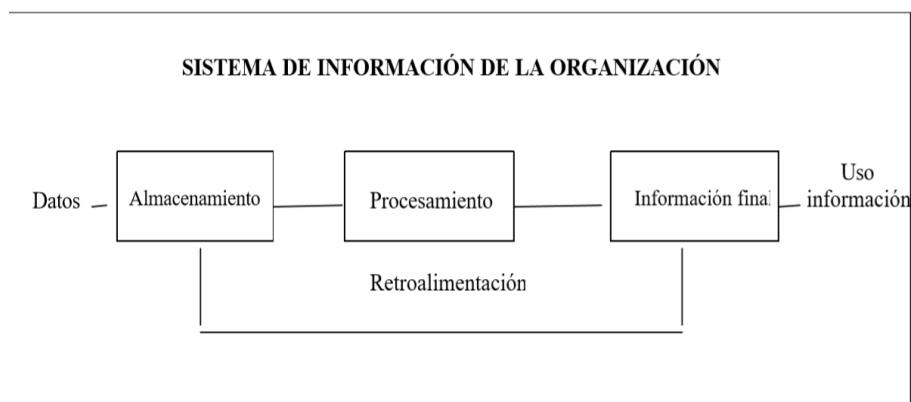 SISTEMA DE INFORMACIÓN DE LA ORGANIZACIÓN
Datos
Almacenamiento
Procesamiento
Información final
Uso
información
Retroalimentación